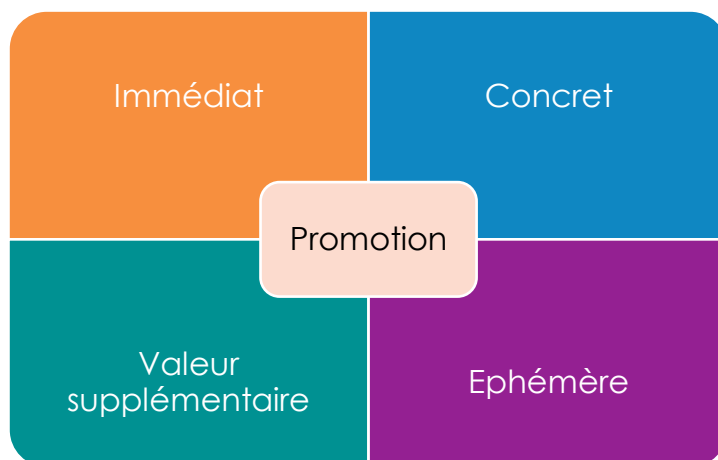 Immédiat
Concret
Promotion
Valeur
supplémentaire
Ephémère